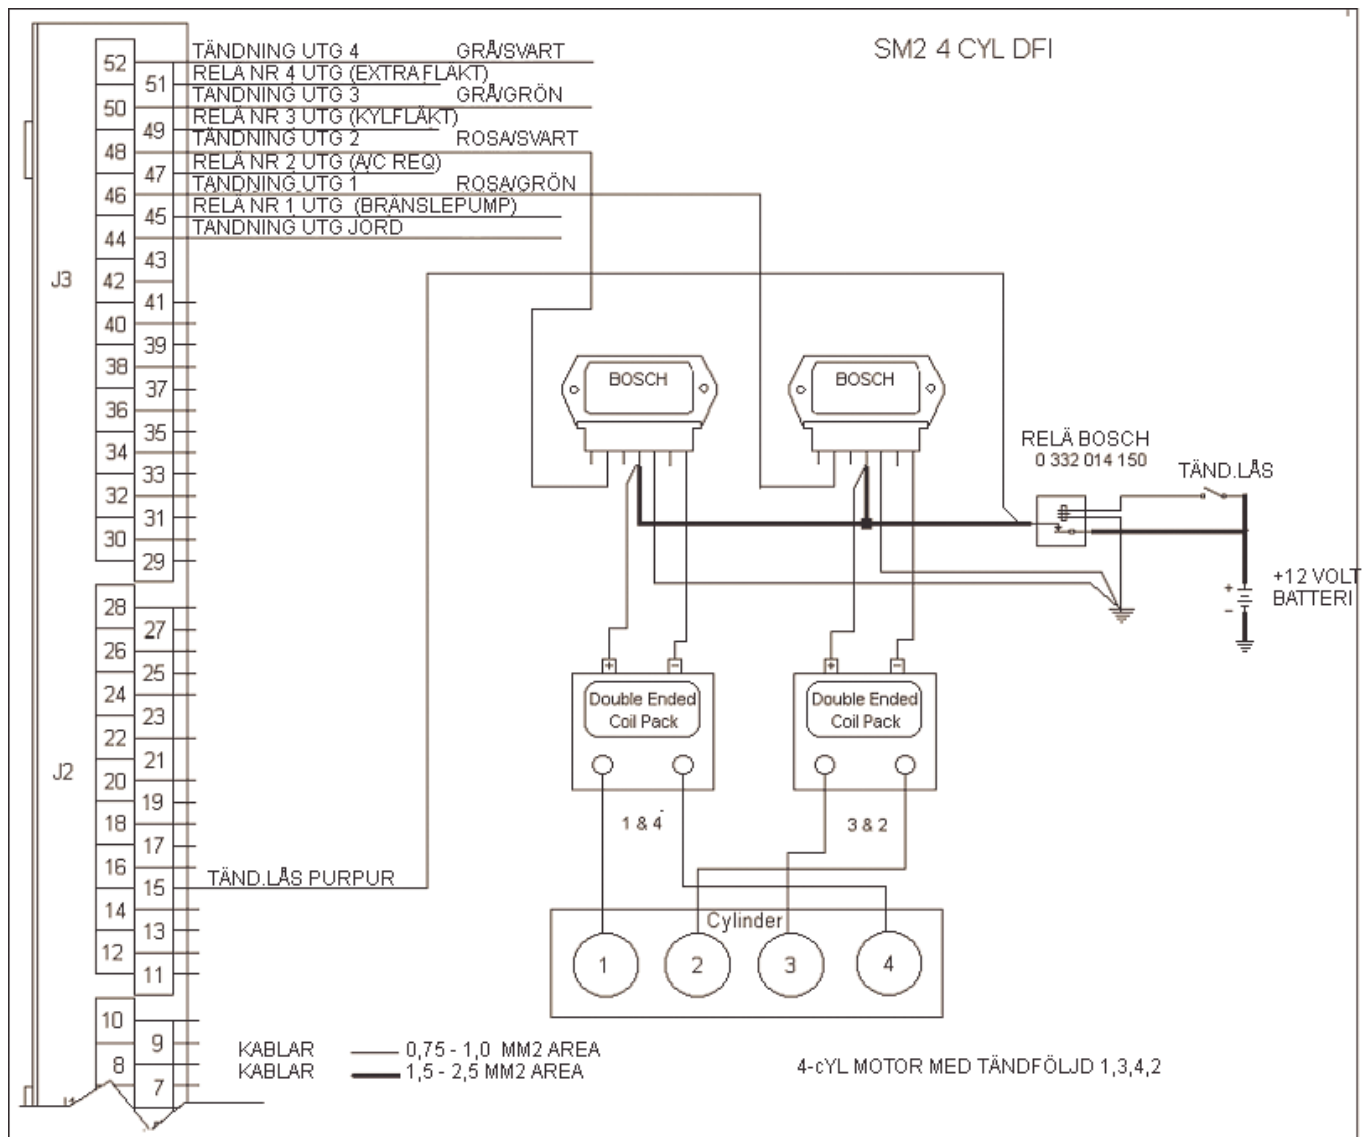 SM2 4 CYL DFI
52 TÄNDNING UTG 4 GRÅ/SVART
51 RELÄ NR 4 UTG (EXTRA FLÄKT)
50 TÄNDNING UTG 3 GRÅ/GRÖN
49 RELÄ NR 3 UTG (KYLFLÄKT)
48 TÄNDNING UTG 2 ROSA/SVART
47 RELÄ NR 2 UTG (A/C REQ)
46 TÄNDNING UTG 1 ROSA/GRÖN
45 RELÄ NR 1 UTG (BRÄNSLEPUMP)
44 TÄNDNING UTG JORD
43
J3
42
41
40
39
38
37
36
35
34
33
32
31
30
29
BOSCH
BOSCH
RELÄ BOSCH
0 332 014 150
TÄND.LÅS
+12 VOLT
BATTERI
+
−
28
27
26
25
24
23
22
21
J2
20
19
18
17
16
15 TÄND.LÅS PURPUR
14
13
12
11
+ −
Double Ended
Coil Pack
1 & 4
+ −
Double Ended
Coil Pack
3 & 2
Cylinder
1 2 3 4
10
9
8
7
KABLAR 0,75 - 1,0 MM2 AREA
KABLAR 1,5 - 2,5 MM2 AREA
4-cYL MOTOR MED TÄNDFÖLJD 1,3,4,2